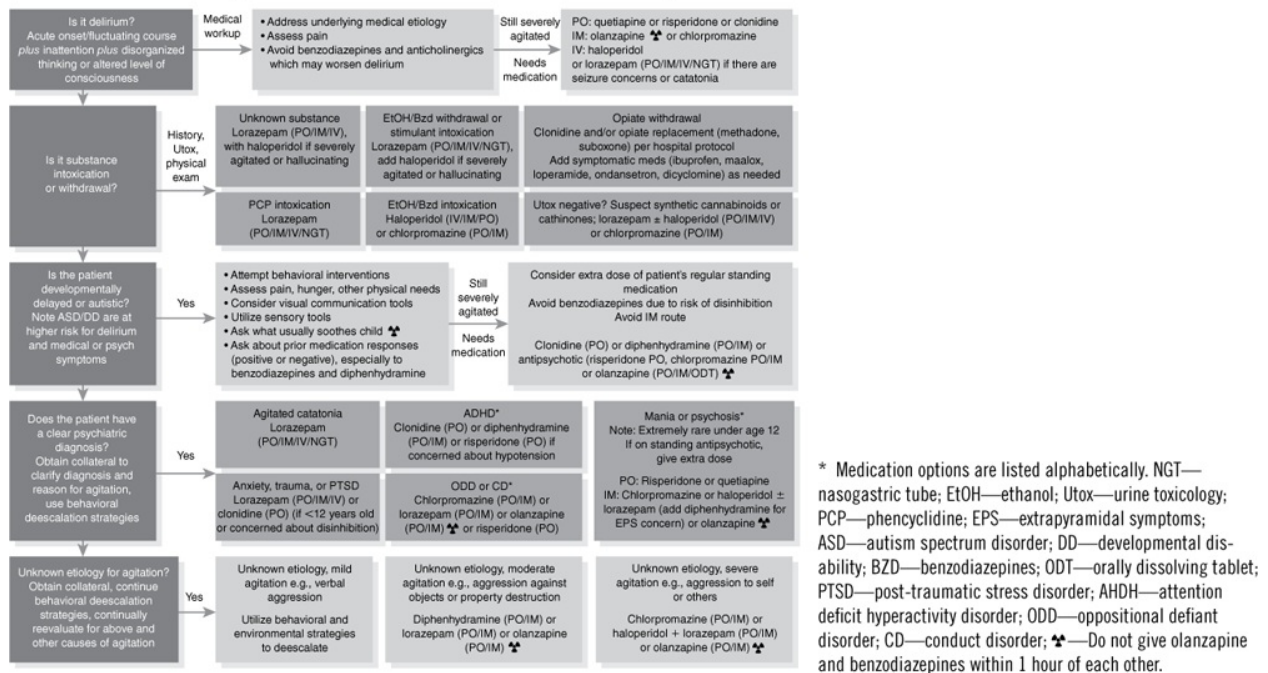 Is it delirium?
Acute onset/fluctuating course
plus inattention plus disorganized
thinking or altered level of
consciousness
Medical
workup
• Address underlying medical etiology
• Assess pain
• Avoid benzodiazepines and anticholinergics
which may worsen delirium
Still severely
agitated
Needs
medication
PO: quetiapine or risperidone or clonidine
IM: olanzapine ☢ or chlorpromazine
IV: haloperidol
or lorazepam (PO/IM/IV/NGT) if there are
seizure concerns or catatonia
Is it substance
intoxication
or withdrawal?
History,
Utox,
physical
exam
Unknown substance
Lorazepam (PO/IM/IV),
with haloperidol if severely
agitated or hallucinating
EtOH/Bzd withdrawal or
stimulant intoxication
Lorazepam (PO/IM/IV/NGT),
add haloperidol if severely
agitated or hallucinating
Opiate withdrawal
Clonidine and/or opiate replacement (methadone,
suboxone) per hospital protocol
Add symptomatic meds (ibuprofen, maalox,
loperamide, ondansetron, dicyclomine) as needed
PCP intoxication
Lorazepam
(PO/IM/IV/NGT)
EtOH/Bzd intoxication
Haloperidol (IV/IM/PO)
or chlorpromazine (PO/IM)
Utox negative? Suspect synthetic cannabinoids or
cathinones; lorazepam ± haloperidol (PO/IM/IV)
or chlorpromazine (PO/IM)
Is the patient
developmentally
delayed or autistic?
Note ASD/DD are at
higher risk for delirium
and medical or psych
symptoms
Yes
• Attempt behavioral interventions
• Assess pain, hunger, other physical needs
• Consider visual communication tools
• Utilize sensory tools
• Ask what usually soothes child ☢
• Ask about prior medication responses
(positive or negative), especially to
benzodiazepines and diphenhydramine
Still
severely
agitated
Needs
medication
Consider extra dose of patient's regular standing
medication
Avoid benzodiazepines due to risk of disinhibition
Avoid IM route
Clonidine (PO) or diphenhydramine (PO/IM) or
antipsychotic (risperidone PO, chlorpromazine PO/IM
or olanzapine (PO/IM/ODT) ☢
Does the patient have
a clear psychiatric
diagnosis?
Obtain collateral to
clarify diagnosis and
reason for agitation,
use behavioral
deescalation strategies
Yes
Agitated catatonia
Lorazepam
(PO/IM/IV/NGT)
ADHD*
Clonidine (PO) or diphenhydramine
(PO/IM) or risperidone (PO) if
concerned about hypotension
Mania or psychosis*
Note: Extremely rare under age 12
If on standing antipsychotic,
give extra dose
PO: Risperidone or quetiapine
IM: Chlorpromazine or haloperidol ±
lorazepam (add diphenhydramine for
EPS concern) or olanzapine ☢
Anxiety, trauma, or PTSD
Lorazepam (PO/IM/IV) or
clonidine (PO) (if <12 years old
or concerned about disinhibition)
ODD or CD*
Chlorpromazine (PO/IM) or
lorazepam (PO/IM) or olanzapine
(PO/IM) ☢ or risperidone (PO)
Unknown etiology for agitation?
Obtain collateral, continue
behavioral deescalation
strategies, continually
reevaluate for above and
other causes of agitation
Yes
Unknown etiology, mild
agitation e.g., verbal
aggression
Utilize behavioral and
environmental strategies
to deescalate
Unknown etiology, moderate
agitation e.g., aggression against
objects or property destruction
Diphenhydramine (PO/IM) or
lorazepam (PO/IM) or olanzapine
(PO/IM) ☢
Unknown etiology, severe
agitation e.g., aggression to self
or others
Chlorpromazine (PO/IM) or
haloperidol + lorazepam (PO/IM)
or olanzapine (PO/IM) ☢
* Medication options are listed alphabetically. NGT—
nasogastric tube; EtOH—ethanol; Utox—urine toxicology;
PCP—phencyclidine; EPS—extrapyramidal symptoms;
ASD—autism spectrum disorder; DD—developmental dis-
ability; BZD—benzodiazepines; ODT—orally dissolving tablet;
PTSD—post-traumatic stress disorder; AHDH—attention
deficit hyperactivity disorder; ODD—oppositional defiant
disorder; CD—conduct disorder; ☢—Do not give olanzapine
and benzodiazepines within 1 hour of each other.